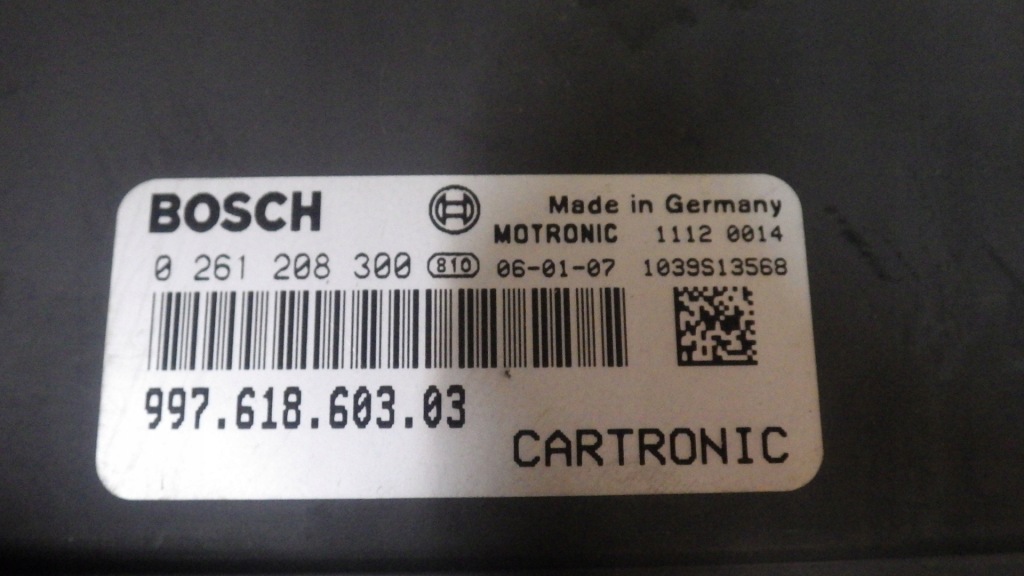 BOSCH Made in Germany
MOTRONIC 1112 0014
0 261 208 300 810 06-01-07 1039S13568
997.618.603.03
CARTRONIC